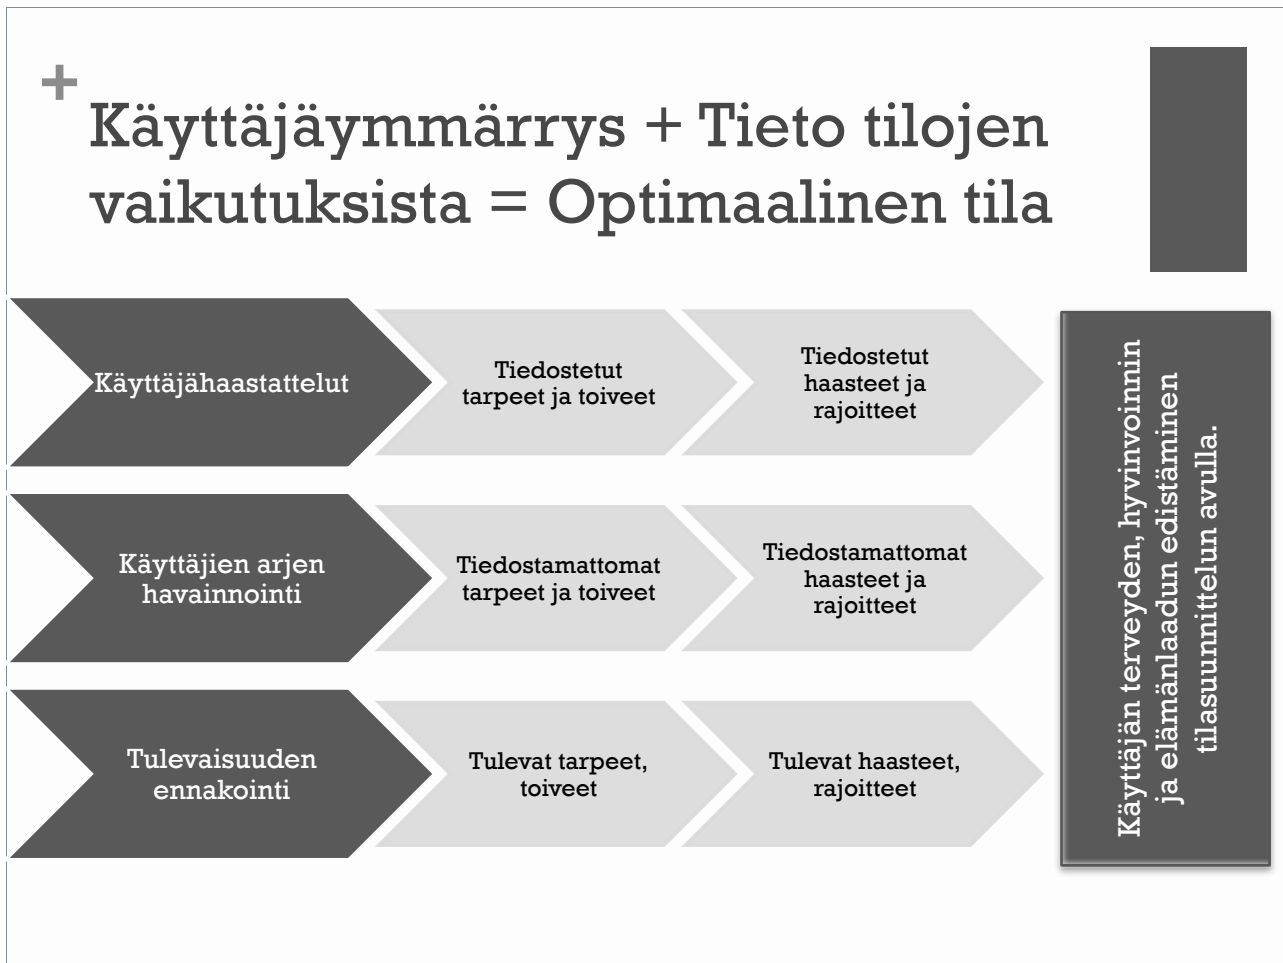 +
Käyttäjäymmärrys + Tieto tilojen
vaikutuksista = Optimaalinen tila
Käyttäjähaastattelut
Tiedostetut
tarpeet ja toiveet
Tiedostetut
haasteet ja
rajoitteet
Käyttäjien arjen
havainnointi
Tiedostamattomat
tarpeet ja toiveet
Tiedostamattomat
haasteet ja
rajoitteet
Tulevaisuuden
ennakointi
Tulevat tarpeet,
toiveet
Tulevat haasteet,
rajoitteet
Käyttäjän terveyden, hyvinvoinnin
ja elämänlaadun edistäminen
tilasuunnittelun avulla.